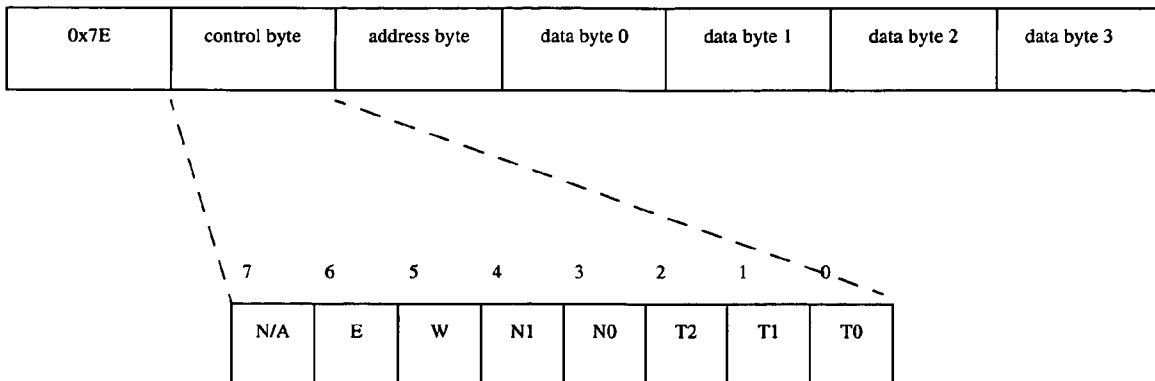 0x7E control byte address byte data byte 0 data byte 1 data byte 2 data byte 3
7 6 5 4 3 2 1 0
N/A E W N1 N0 T2 T1 T0